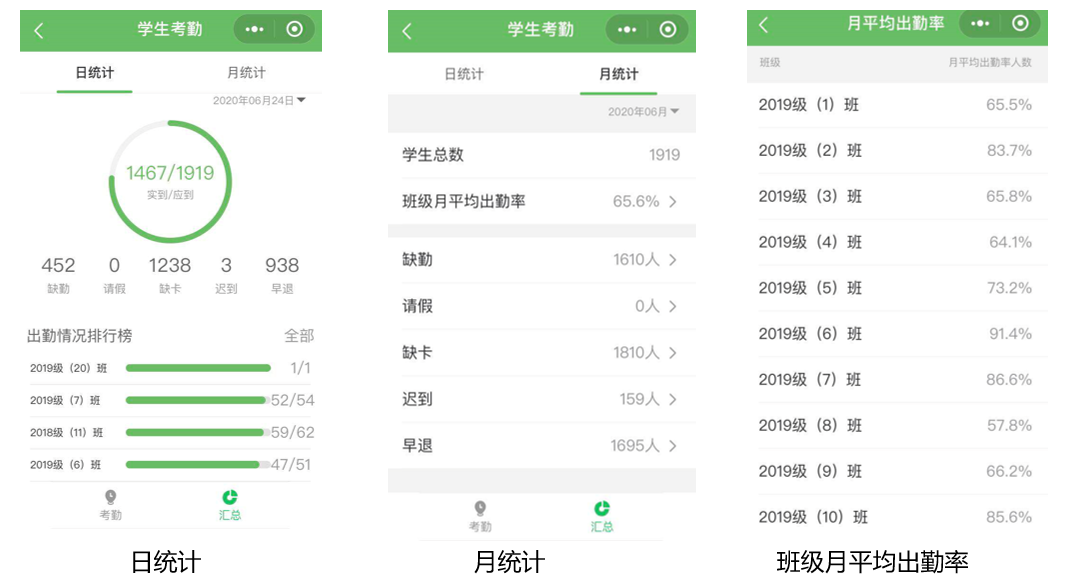 学生考勤
日统计
月统计
2020年06月24日
1467/1919
实到/应到
452
0
1238
3
938
缺勤
请假
缺卡
迟到
早退
出勤情况排行榜
全部
2019级（20）班
1/1
2019级（7）班
52/54
2018级（11）班
59/62
2019级（6）班
47/51
考勤
汇总
日统计
学生考勤
日统计
月统计
2020年06月
学生总数
1919
班级月平均出勤率
65.6%
缺勤
1610人
请假
0人
缺卡
1810人
迟到
159人
早退
1695人
考勤
汇总
月统计
月平均出勤率
班级
月平均出勤率人数
2019级（1）班
65.5%
2019级（2）班
83.7%
2019级（3）班
65.8%
2019级（4）班
64.1%
2019级（5）班
73.2%
2019级（6）班
91.4%
2019级（7）班
86.6%
2019级（8）班
57.8%
2019级（9）班
66.2%
2019级（10）班
85.6%
班级月平均出勤率